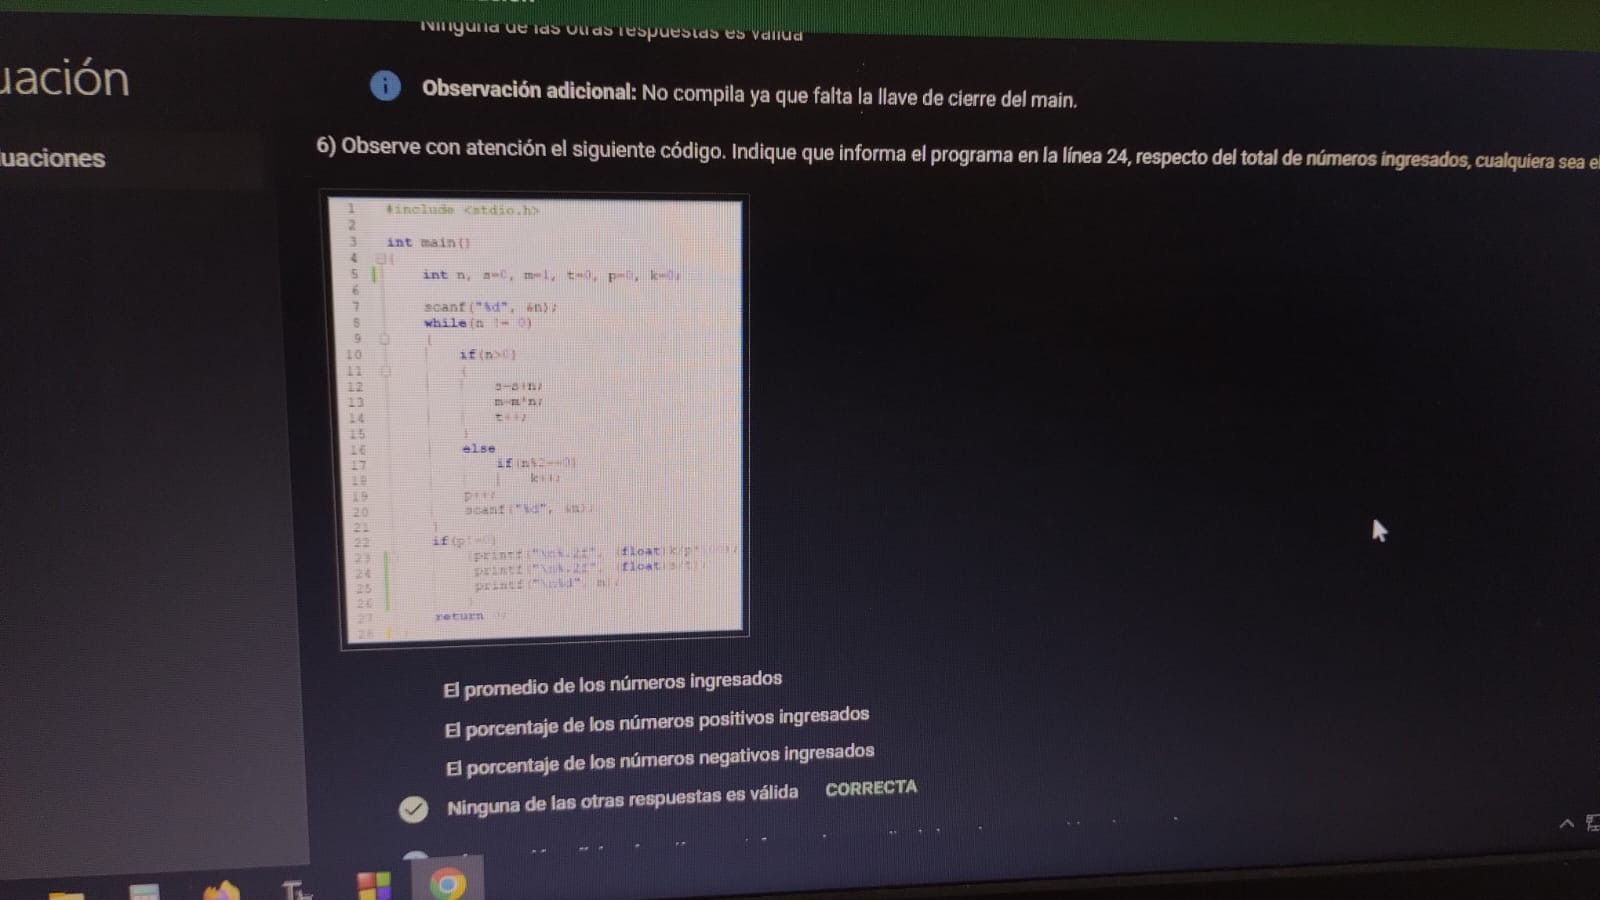 Ninguna de las otras respuestas es válida
uación
Observación adicional: No compila ya que falta la llave de cierre del main.
uaciones
6) Observe con atención el siguiente código. Indique que informa el programa en la línea 24, respecto del total de números ingresados, cualquiera sea el
1 #include <stdio.h>
2
3 int main()
4 {
5 int n, s=0, m=1, t=0, p=0, k=0;
6
7 scanf("%d", &n);
8 while(n != 0)
9 {
10 if(n>0)
11 {
12 s=s+n;
13 m=m*n;
14 t++;
15 }
16 else
17 if(n%2==0)
18 k++;
19 p++;
20 scanf("%d", &n);
21 }
22 if(p!=0)
23 {printf("\n%.2f", (float)k/p*100);
24 printf("\n%.2f", (float)s/t);
25 printf("\n%d", m);
26 }
27 return
28
El promedio de los números ingresados
El porcentaje de los números positivos ingresados
El porcentaje de los números negativos ingresados
Ninguna de las otras respuestas es válida CORRECTA